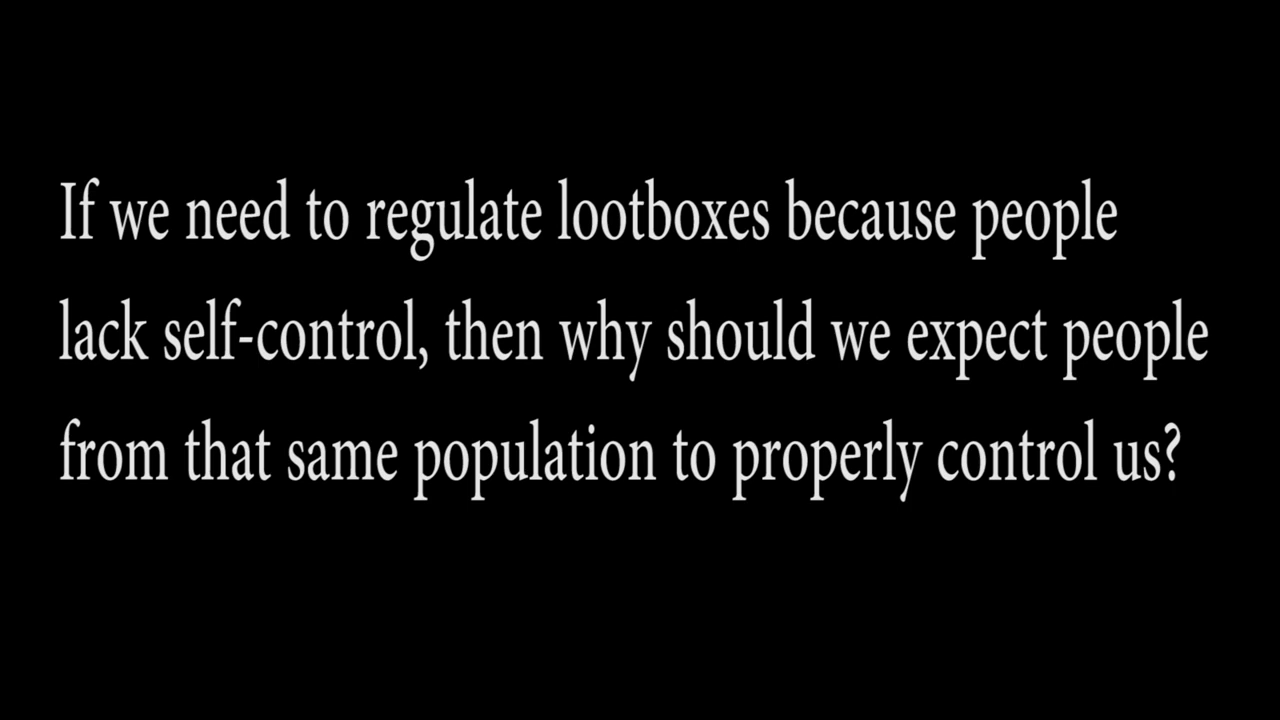 If we need to regulate lootboxes because people
lack self-control, then why should we expect people
from that same population to properly control us?